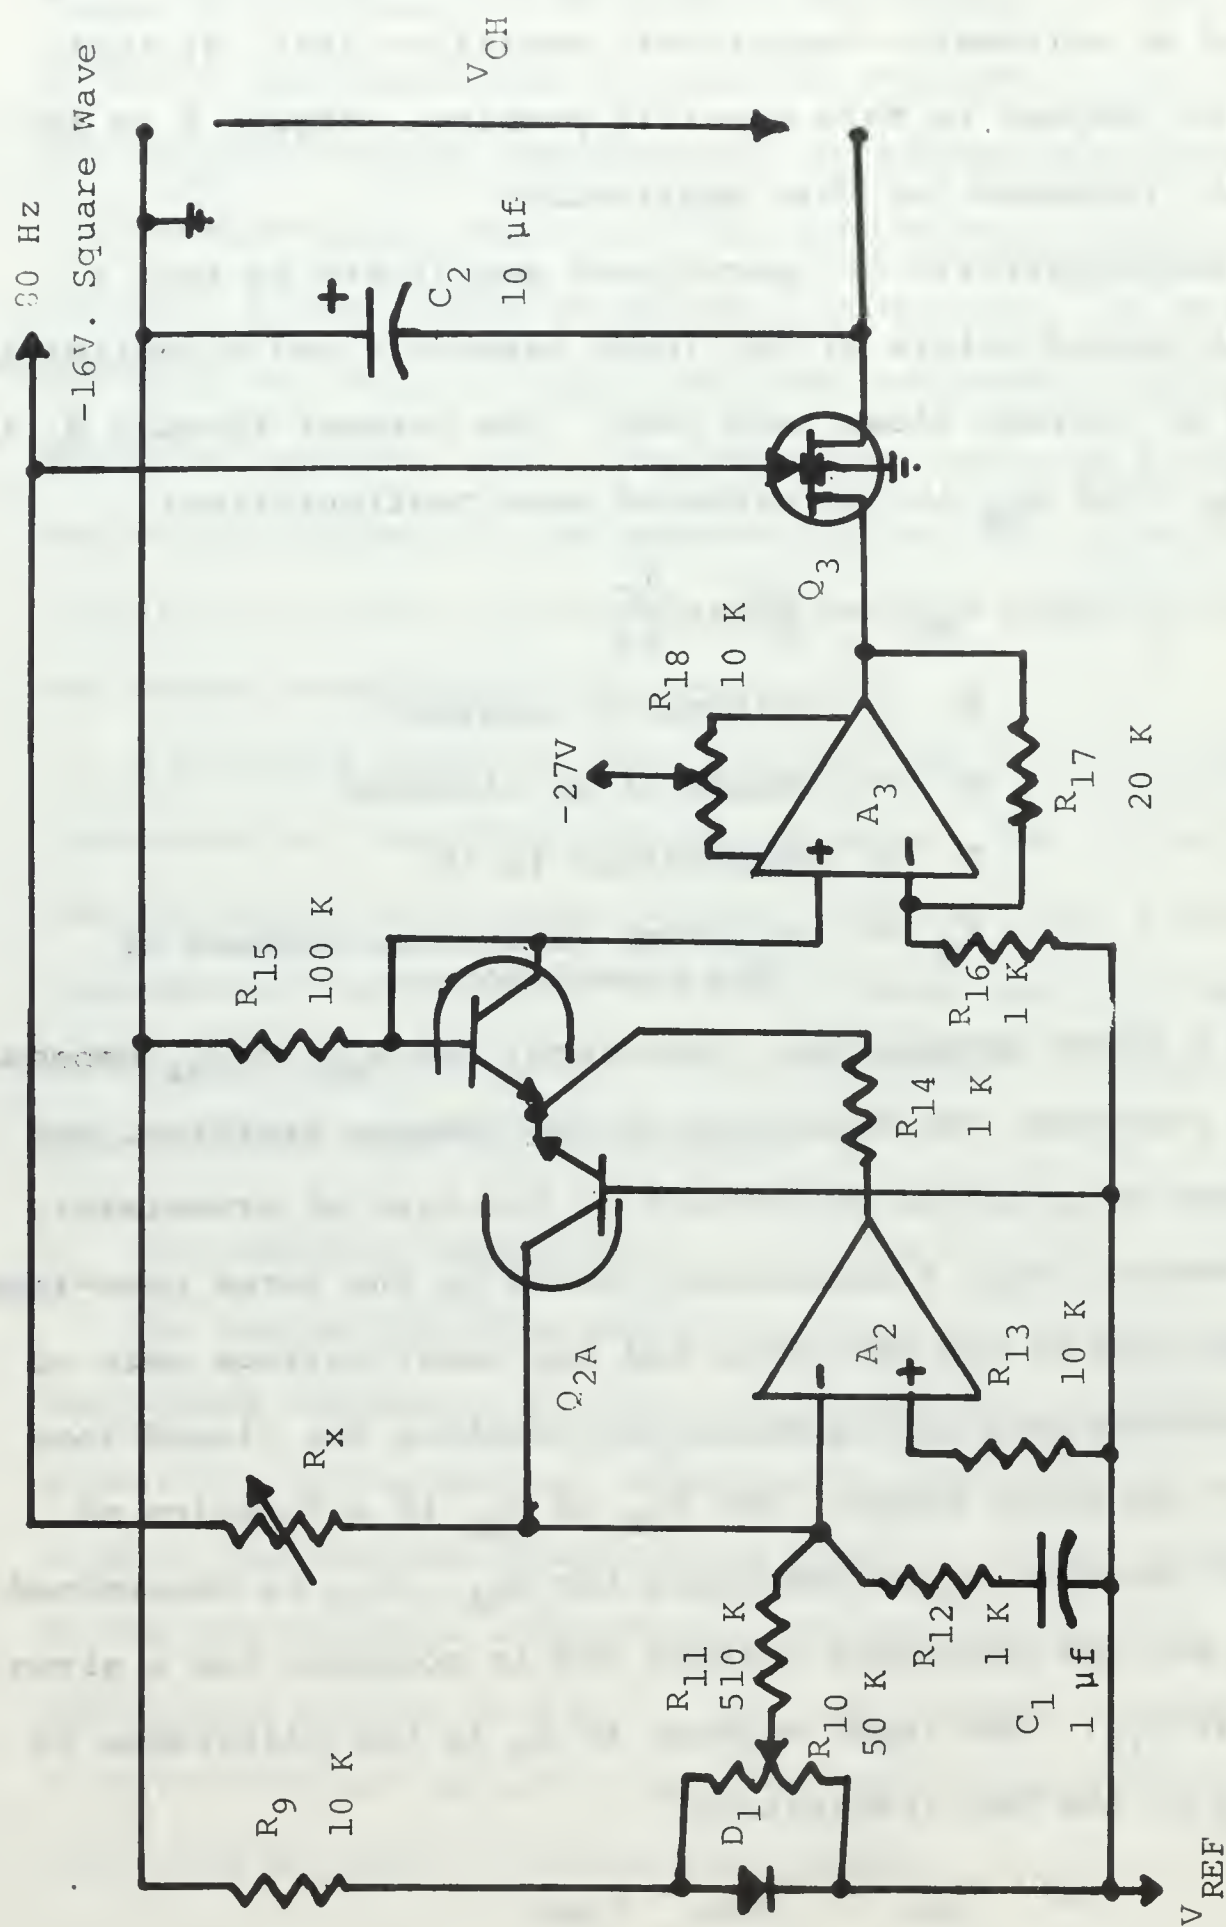 80 Hz
-16V. Square Wave
V_OH
+
C_2
10 µf
Q_3
R_18
10 K
-27V
A_3
+
-
R_17
20 K
R_15
100 K
R_16
1 K
R_14
1 K
Q_2A
A_2
-
+
R_13
10 K
R_x
R_12
1 K
C_1
1 µf
R_11
510 K
R_10
50 K
D_1
R_9
10 K
V_REF